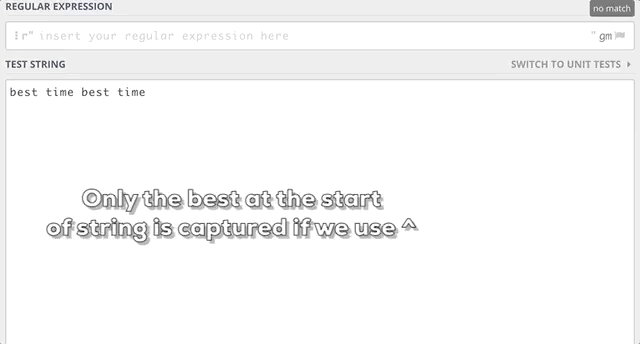 REGULAR EXPRESSION
no match
r" insert your regular expression here " gm
TEST STRING
SWITCH TO UNIT TESTS
best time best time
Only the best at the start
of string is captured if we use ^